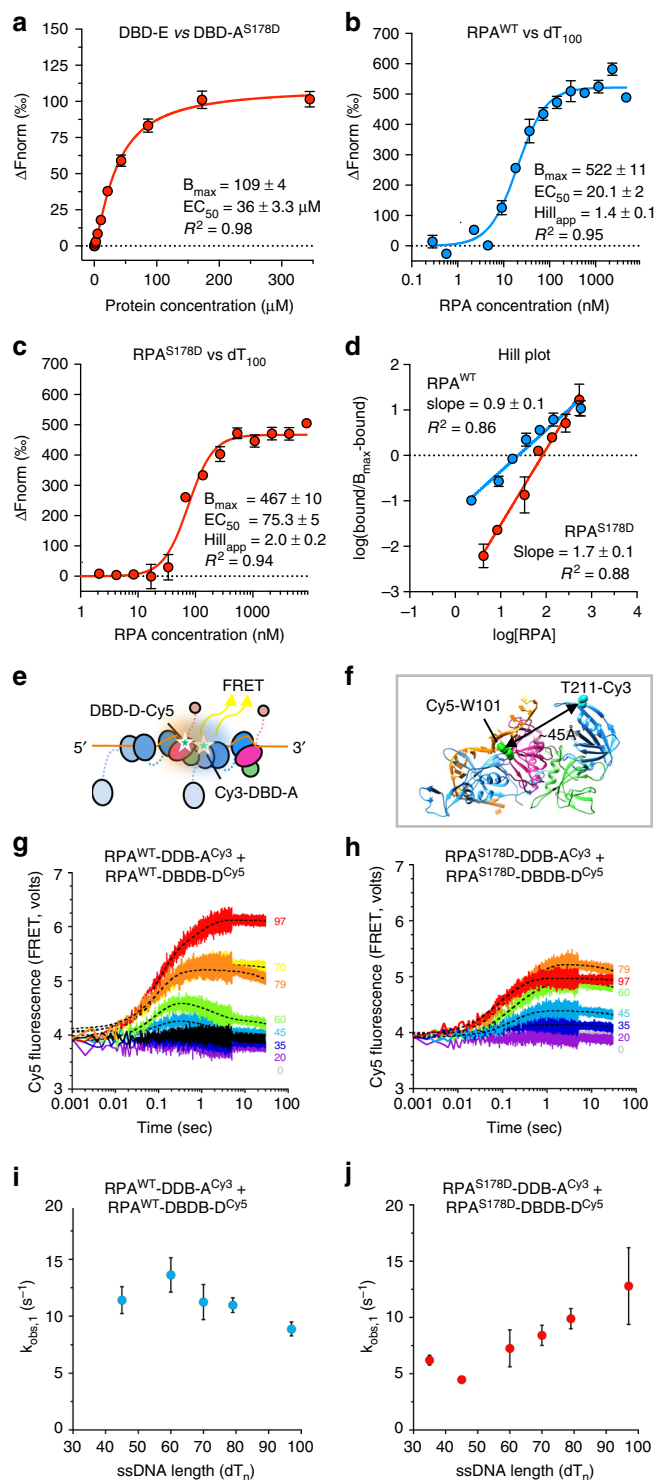 a
DBD-E vs DBD-A^S178D
ΔFnorm (‰)
125
100
75
50
25
0
B_max = 109 ± 4
EC_50 = 36 ± 3.3 μM
R² = 0.98
0 100 200 300
Protein concentration (μM)
b
RPA^WT vs dT_100
ΔFnorm (‰)
700
600
500
400
300
200
100
0
B_max = 522 ± 11
EC_50 = 20.1 ± 2
Hill_app = 1.4 ± 0.1
R² = 0.95
0.1 1 10 100 1000
RPA concentration (nM)
c
RPA^S178D vs dT_100
ΔFnorm (‰)
700
600
500
400
300
200
100
0
B_max = 467 ± 10
EC_50 = 75.3 ± 5
Hill_app = 2.0 ± 0.2
R² = 0.94
1 10 100 1000
RPA concentration (nM)
d
Hill plot
log(bound/B_max-bound)
2
1
0
−1
−2
−3
RPA^WT
slope = 0.9 ± 0.1
R² = 0.86
RPA^S178D
Slope = 1.7 ± 0.1
R² = 0.88
−1 0 1 2 3 4
log[RPA]
e
FRET
DBD-D-Cy5
5′
3′
Cy3-DBD-A
f
T211-Cy3
Cy5-W101
~45Å
g
RPA^WT-DDB-A^Cy3 +
RPA^WT-DBDB-D^Cy5
Cy5 fluorescence (FRET, volts)
7
6
5
4
3
97
70
79
60
45
35
20
0
0.001 0.01 0.1 1 10 100
Time (sec)
h
RPA^S178D-DDB-A^Cy3 +
RPA^S178D-DBDB-D^Cy5
Cy5 fluorescence (FRET, volts)
7
6
5
4
3
79
97
60
45
35
20
0
0.001 0.01 0.1 1 10 100
Time (sec)
i
RPA^WT-DDB-A^Cy3 +
RPA^WT-DBDB-D^Cy5
k_obs,1 (s⁻¹)
20
15
10
5
0
30 40 50 60 70 80 90 100
ssDNA length (dT_n)
j
RPA^S178D-DDB-A^Cy3 +
RPA^S178D-DBDB-D^Cy5
k_obs,1 (s⁻¹)
20
15
10
5
0
30 40 50 60 70 80 90 100
ssDNA length (dT_n)